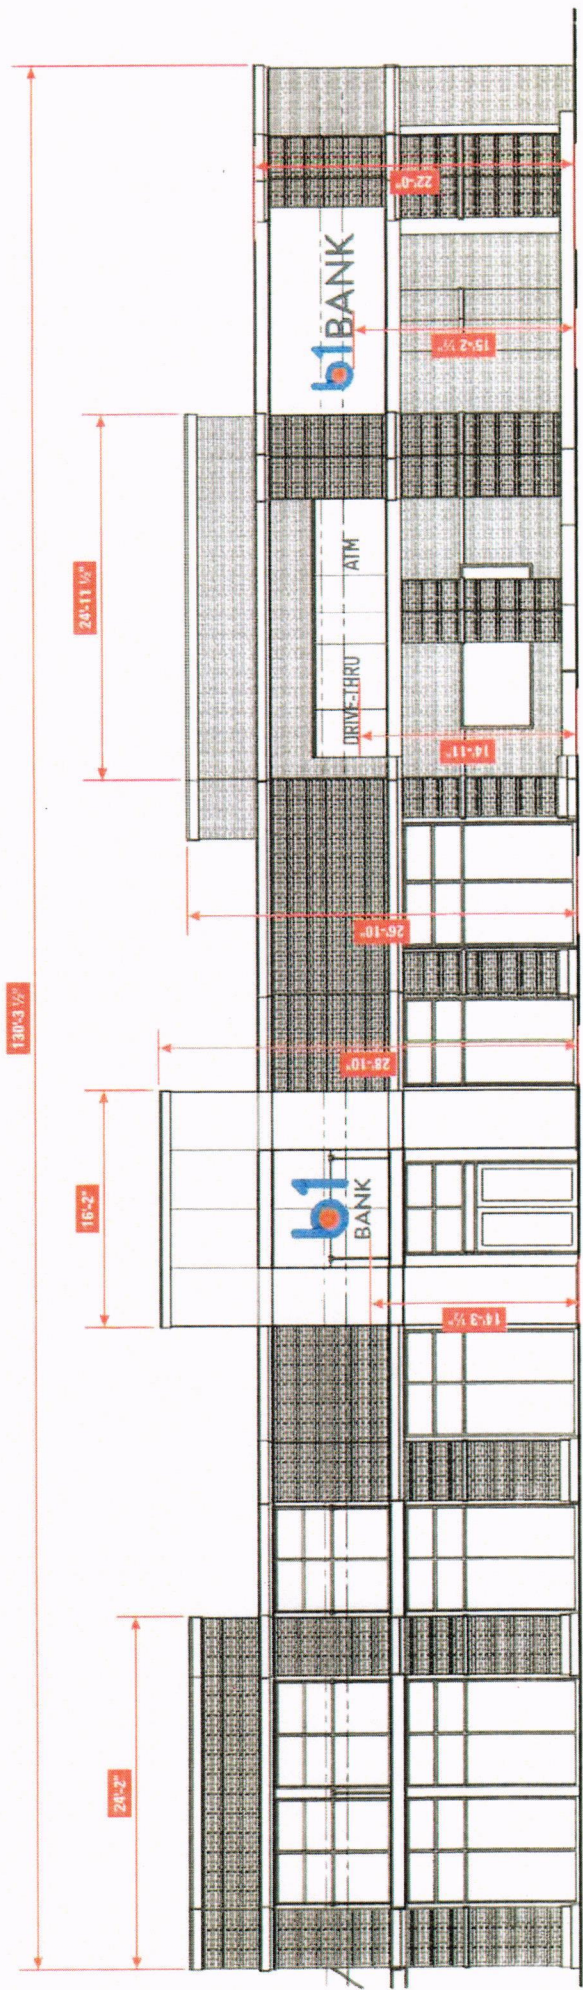 130'-3 ½"
24'-2"
16'-2"
24'-11 ½"
28'-10"
26'-10"
22'-0"
b1
BANK
14'-3 ½"
DRIVE-THRU
ATM
14'-11"
b1BANK
15'-2 ½"